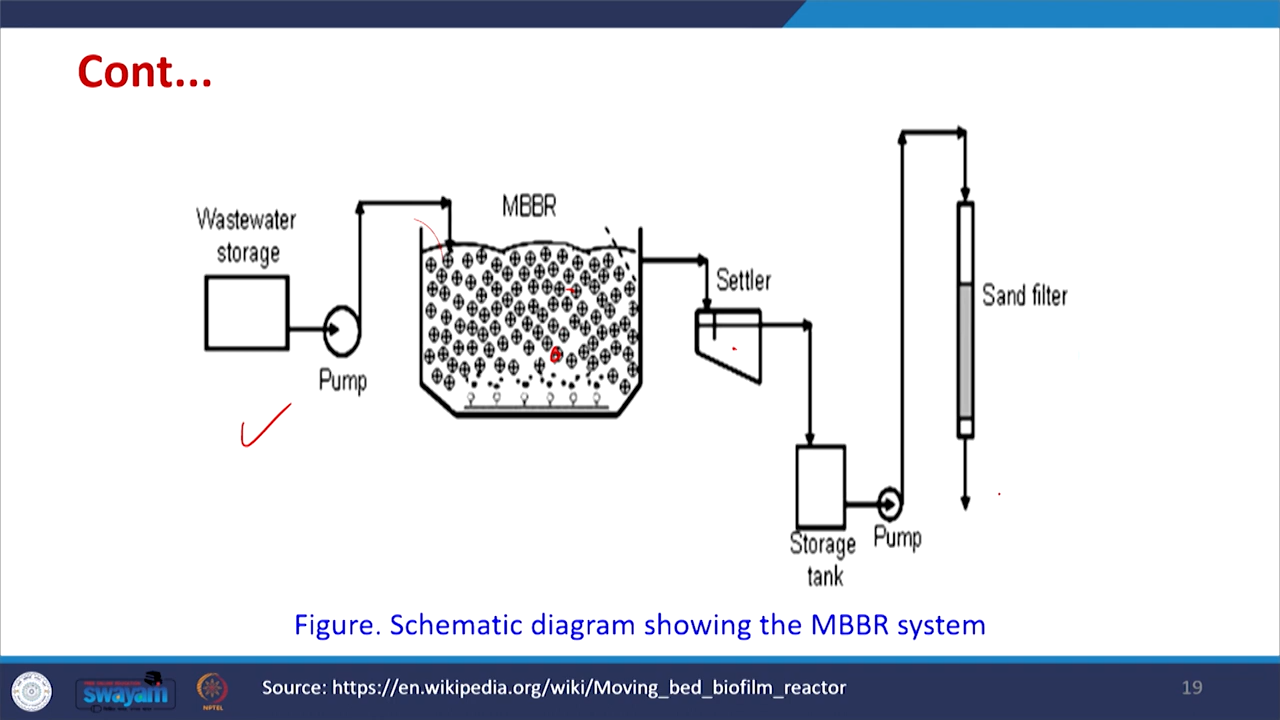 Cont...
Wastewater
storage
Pump
MBBR
Settler
Storage
tank
Pump
Sand filter
Figure. Schematic diagram showing the MBBR system
swayam
NPTEL
Source: https://en.wikipedia.org/wiki/Moving_bed_biofilm_reactor
19